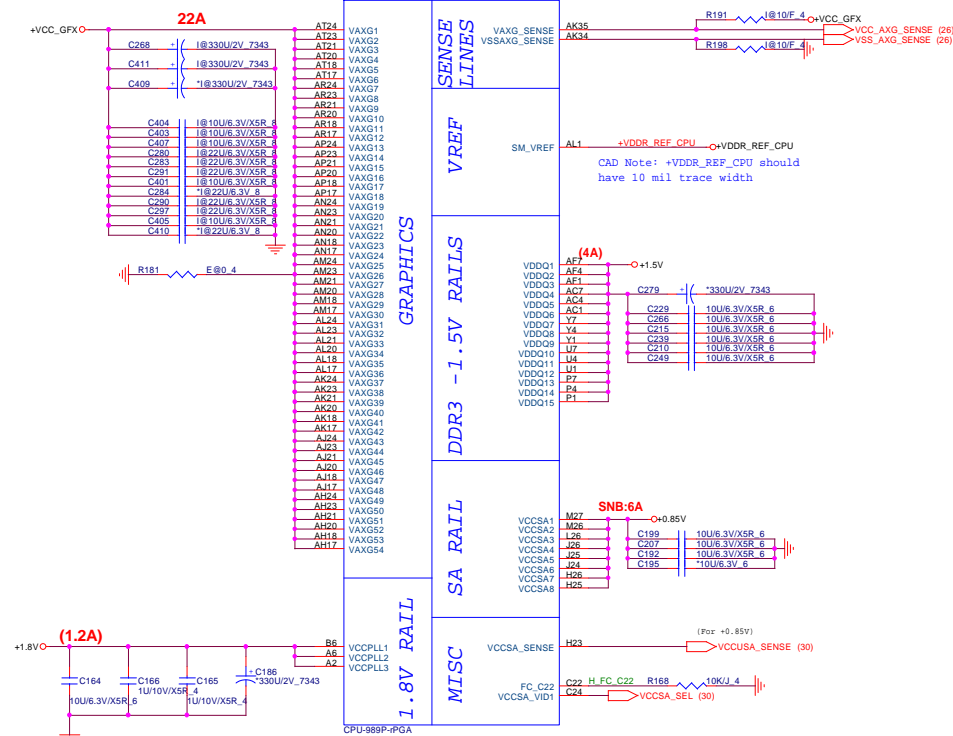 22A
+VCC_GFX
C268 I@330U/2V_7343
C411 I@330U/2V_7343
C409 *I@330U/2V_7343
C404 I@10U/6.3V/X5R_8
C403 I@10U/6.3V/X5R_8
C407 I@10U/6.3V/X5R_8
C280 I@22U/6.3V/X5R_8
C283 I@22U/6.3V/X5R_8
C291 I@22U/6.3V/X5R_8
C401 I@10U/6.3V/X5R_8
C284 *I@22U/6.3V_8
C290 I@22U/6.3V/X5R_8
C297 I@22U/6.3V/X5R_8
C405 I@10U/6.3V/X5R_8
C410 *I@22U/6.3V_8
R181 E@0_4
AT24 VAXG1
AT23 VAXG2
AT21 VAXG3
AT20 VAXG4
AT18 VAXG5
AT17 VAXG6
AR24 VAXG7
AR23 VAXG8
AR21 VAXG9
AR20 VAXG10
AR18 VAXG11
AR17 VAXG12
AP24 VAXG13
AP23 VAXG14
AP21 VAXG15
AP20 VAXG16
AP18 VAXG17
AP17 VAXG18
AN24 VAXG19
AN23 VAXG20
AN21 VAXG21
AN20 VAXG22
AN18 VAXG23
AN17 VAXG24
AM24 VAXG25
AM23 VAXG26
AM21 VAXG27
AM20 VAXG28
AM18 VAXG29
AM17 VAXG30
AL24 VAXG31
AL23 VAXG32
AL21 VAXG33
AL20 VAXG34
AL18 VAXG35
AL17 VAXG36
AK24 VAXG37
AK23 VAXG38
AK21 VAXG39
AK20 VAXG40
AK18 VAXG41
AK17 VAXG42
AJ24 VAXG43
AJ23 VAXG44
AJ21 VAXG45
AJ20 VAXG46
AJ18 VAXG47
AJ17 VAXG48
AH24 VAXG49
AH23 VAXG50
AH21 VAXG51
AH20 VAXG52
AH18 VAXG53
AH17 VAXG54
GRAPHICS
(1.2A)
+1.8V
C164
10U/6.3V/X5R_6
C166
1U/10V/X5R_4
C165
1U/10V/X5R_4
C186
*330U/2V_7343
B6 VCCPLL1
A6 VCCPLL2
A2 VCCPLL3
1.8V RAIL
CPU-989P-rPGA
SENSE
LINES
VAXG_SENSE AK35
VSSAXG_SENSE AK34
R191 I@10/F_4
+VCC_GFX
VCC_AXG_SENSE (26)
VSS_AXG_SENSE (26)
R198 I@10/F_4
VREF
SM_VREF AL1 +VDDR_REF_CPU +VDDR_REF_CPU
CAD Note: +VDDR_REF_CPU should
have 10 mil trace width
DDR3 -1.5V RAILS
(4A)
+1.5V
VDDQ1 AF7
VDDQ2 AF4
VDDQ3 AF1
VDDQ4 AC7
VDDQ5 AC4
VDDQ6 AC1
VDDQ7 Y7
VDDQ8 Y4
VDDQ9 Y1
VDDQ10 U7
VDDQ11 U4
VDDQ12 U1
VDDQ13 P7
VDDQ14 P4
VDDQ15 P1
C279 *330U/2V_7343
C229 10U/6.3V/X5R_6
C266 10U/6.3V/X5R_6
C215 10U/6.3V/X5R_6
C239 10U/6.3V/X5R_6
C210 10U/6.3V/X5R_6
C249 10U/6.3V/X5R_6
SA RAIL
SNB:6A
+0.85V
VCCSA1 M27
VCCSA2 M26
VCCSA3 L26
VCCSA4 J26
VCCSA5 J25
VCCSA6 J24
VCCSA7 H26
VCCSA8 H25
C199 10U/6.3V/X5R_6
C207 10U/6.3V/X5R_6
C192 10U/6.3V/X5R_6
C195 *10U/6.3V_6
MISC
(For +0.85V)
VCCSA_SENSE H23 VCCUSA_SENSE (30)
FC_C22 C22 H_FC_C22 R168 10K/J_4
VCCSA_VID1 C24 VCCSA_SEL (30)